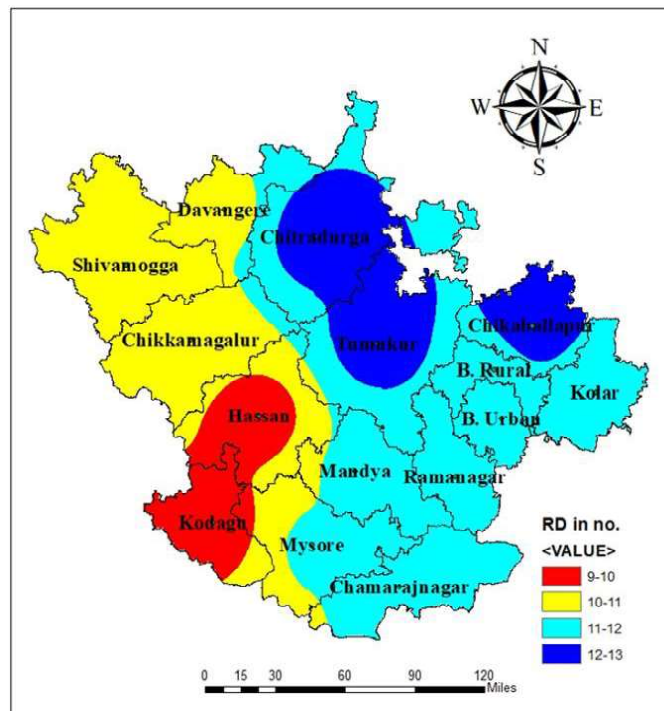 N
W E
S
Davangere
Chitradurga
Shivamogga
Chikkamagalur
Tumakur
Chikaballapur
B. Rural
Kolar
Hassan
B. Urban
Mandya
Ramanagar
Kodagu
Mysore
Chamarajnagar
RD in no.
<VALUE>
9-10
10-11
11-12
12-13
0 15 30 60 90 120
Miles